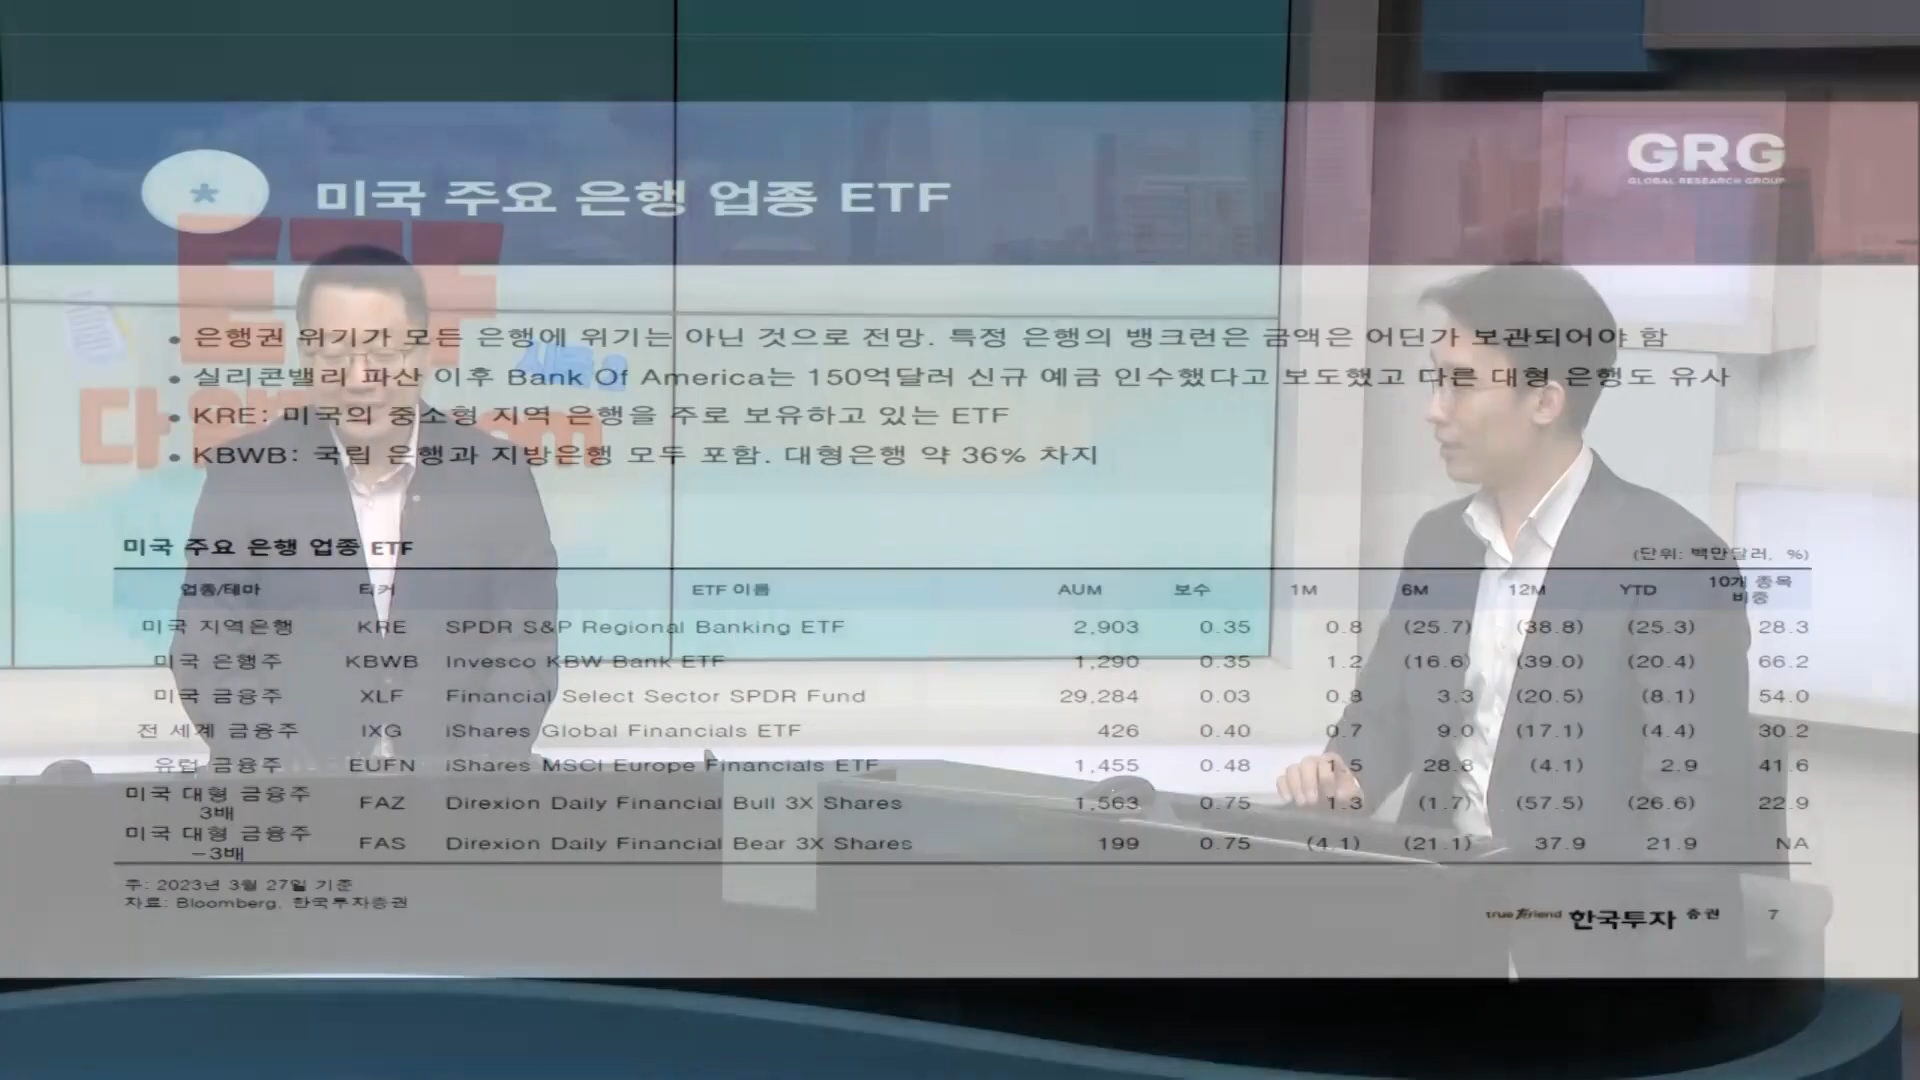 GRG
GLOBAL RESEARCH GROUP
* 미국 주요 은행 업종 ETF
ETF
다
om
• 은행권 위기가 모든 은행에 위기는 아닌 것으로 전망. 특정 은행의 뱅크런은 금액은 어딘가 보관되어야 함
• 실리콘밸리 파산 이후 Bank Of America는 150억달러 신규 예금 인수했다고 보도했고 다른 대형 은행도 유사
• KRE: 미국의 중소형 지역 은행을 주로 보유하고 있는 ETF
• KBWB: 국립 은행과 지방은행 모두 포함. 대형은행 약 36% 차지
미국 주요 은행 업종 ETF (단위: 백만달러, %)
업종/테마 티커 ETF 이름 AUM 보수 1M 6M 12M YTD 10개 종목 비중
미국 지역은행 KRE SPDR S&P Regional Banking ETF 2,903 0.35 0.8 (25.7) (38.8) (25.3) 28.3
미국 은행주 KBWB Invesco KBW Bank ETF 1,290 0.35 1.2 (16.6) (39.0) (20.4) 66.2
미국 금융주 XLF Financial Select Sector SPDR Fund 29,284 0.03 0.8 3.3 (20.5) (8.1) 54.0
전 세계 금융주 IXG iShares Global Financials ETF 426 0.40 0.7 9.0 (17.1) (4.4) 30.2
유럽 금융주 EUFN iShares MSCI Europe Financials ETF 1,455 0.48 1.5 28.8 (4.1) 2.9 41.6
미국 대형 금융주 3배 FAZ Direxion Daily Financial Bull 3X Shares 1,563 0.75 1.3 (1.7) (57.5) (26.6) 22.9
미국 대형 금융주 -3배 FAS Direxion Daily Financial Bear 3X Shares 199 0.75 (4.1) (21.1) 37.9 21.9 NA
주: 2023년 3월 27일 기준
자료: Bloomberg, 한국투자증권
true friend 한국투자 증권 7